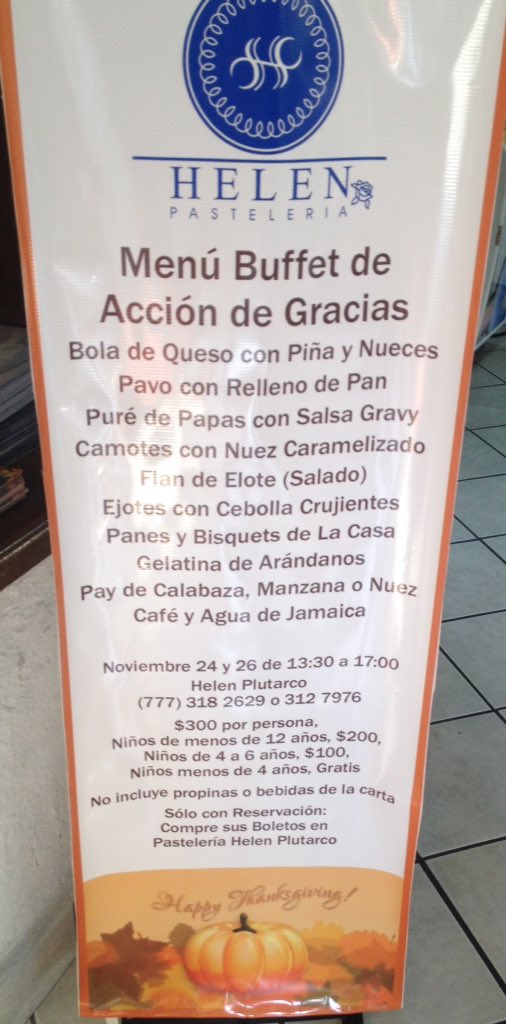 HELEN
PASTELERIA
Menú Buffet de
Acción de Gracias
Bola de Queso con Piña y Nueces
Pavo con Relleno de Pan
Puré de Papas con Salsa Gravy
Camotes con Nuez Caramelizado
Flan de Elote (Salado)
Ejotes con Cebolla Crujientes
Panes y Bisquets de La Casa
Gelatina de Arándanos
Pay de Calabaza, Manzana o Nuez
Café y Agua de Jamaica
Noviembre 24 y 26 de 13:30 a 17:00
Helen Plutarco
(777) 318 2629 o 312 7976
$300 por persona,
Niños de menos de 12 años, $200,
Niños de 4 a 6 años, $100,
Niños menos de 4 años, Gratis
No incluye propinas o bebidas de la carta
Sólo con Reservación:
Compre sus Boletos en
Pastelería Helen Plutarco
Happy Thanksgiving!